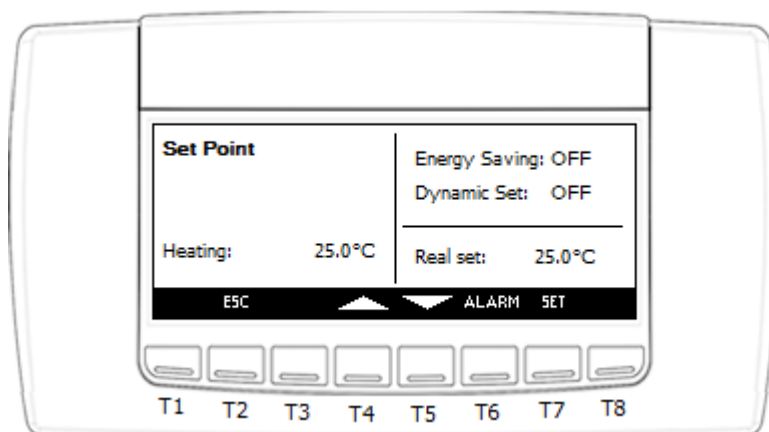 Set Point
Energy Saving: OFF
Dynamic Set: OFF
Heating: 25.0°C
Real set: 25.0°C
ESC ALARM SET
T1 T2 T3 T4 T5 T6 T7 T8